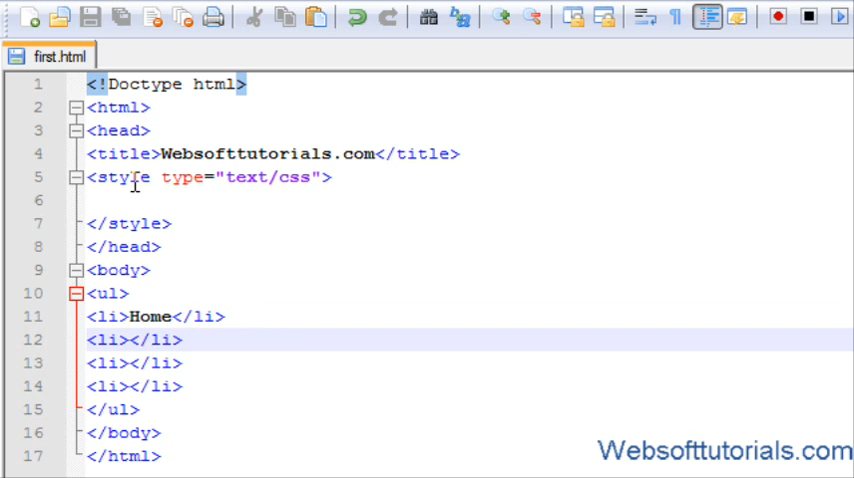 first.html
1 <!Doctype html>
2 <html>
3 <head>
4 <title>Websofttutorials.com</title>
5 <style type="text/css">
6
7 </style>
8 </head>
9 <body>
10 <ul>
11 <li>Home</li>
12 <li></li>
13 <li></li>
14 <li></li>
15 </ul>
16 </body>
17 </html>
Websofttutorials.com